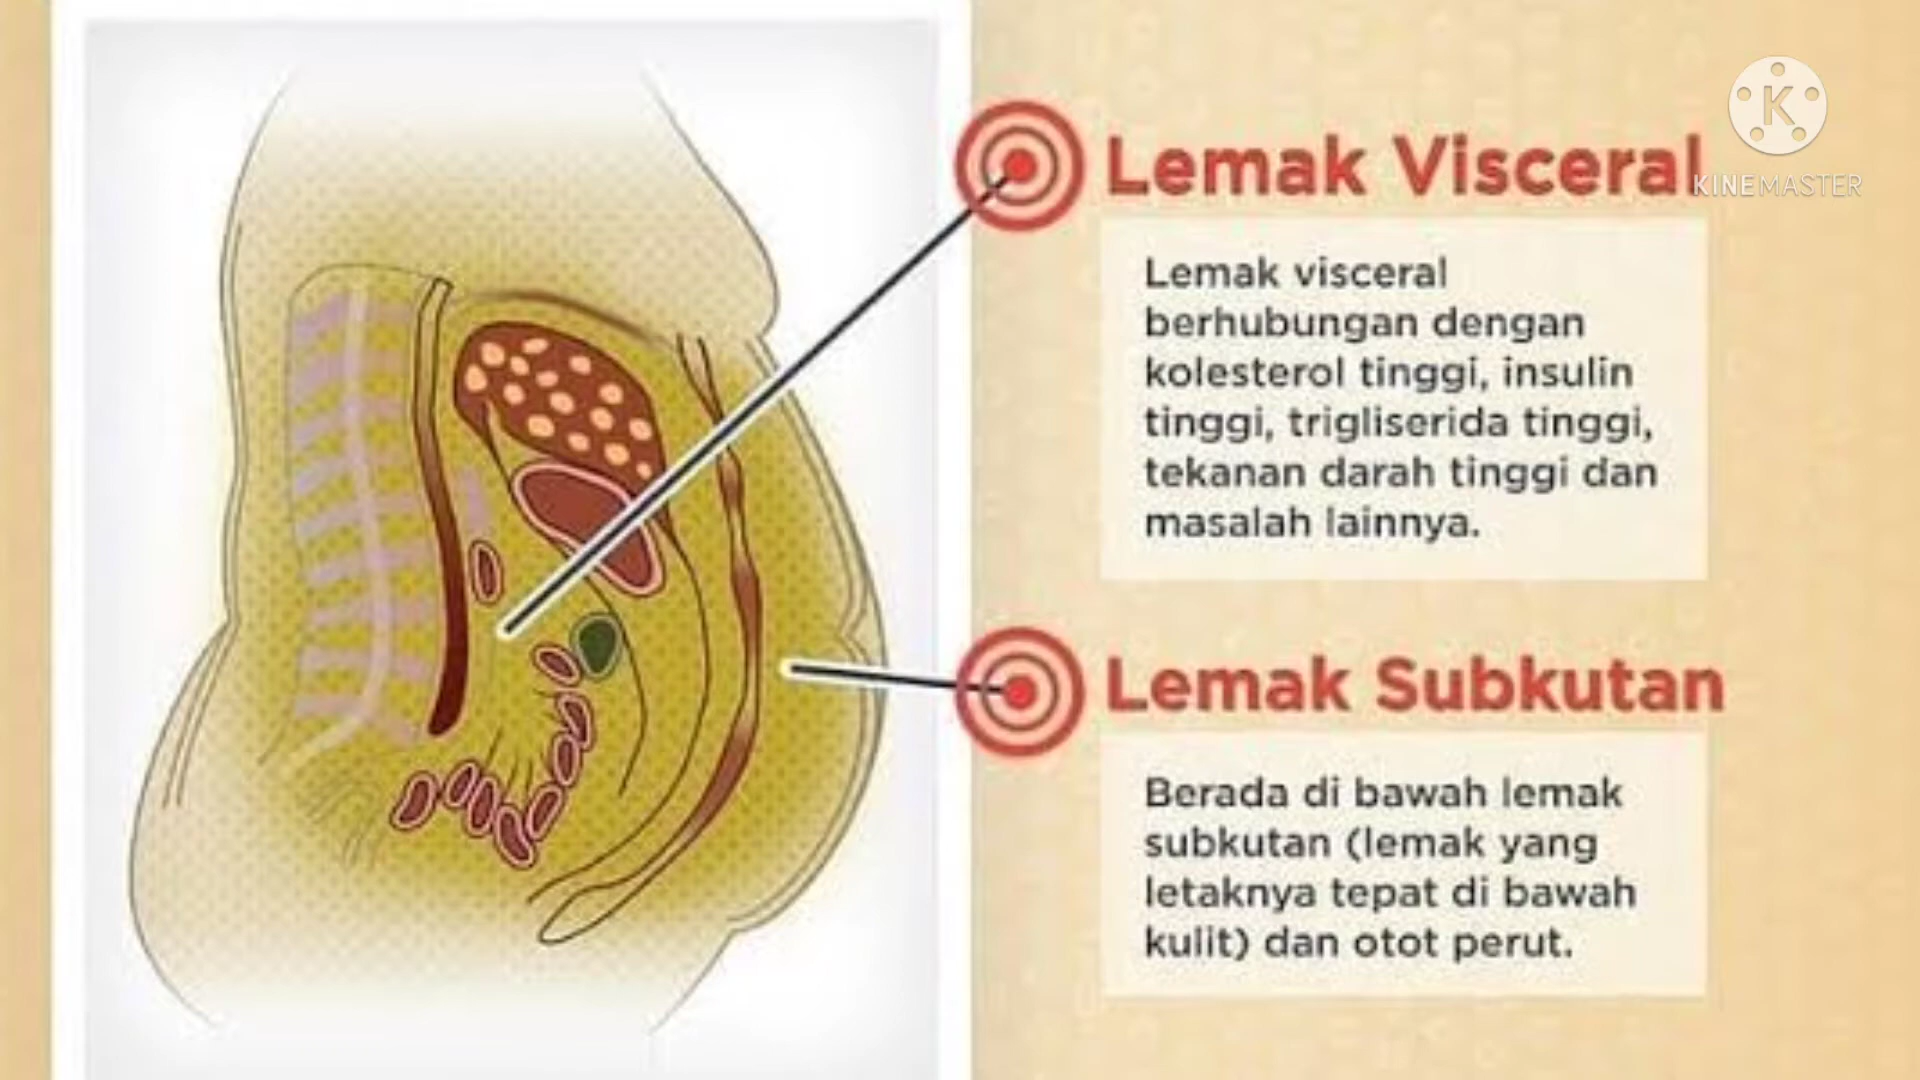 Lemak Visceral
K
KINEMASTER
Lemak visceral
berhubungan dengan
kolesterol tinggi, insulin
tinggi, trigliserida tinggi,
tekanan darah tinggi dan
masalah lainnya.
Lemak Subkutan
Berada di bawah lemak
subkutan (lemak yang
letaknya tepat di bawah
kulit) dan otot perut.